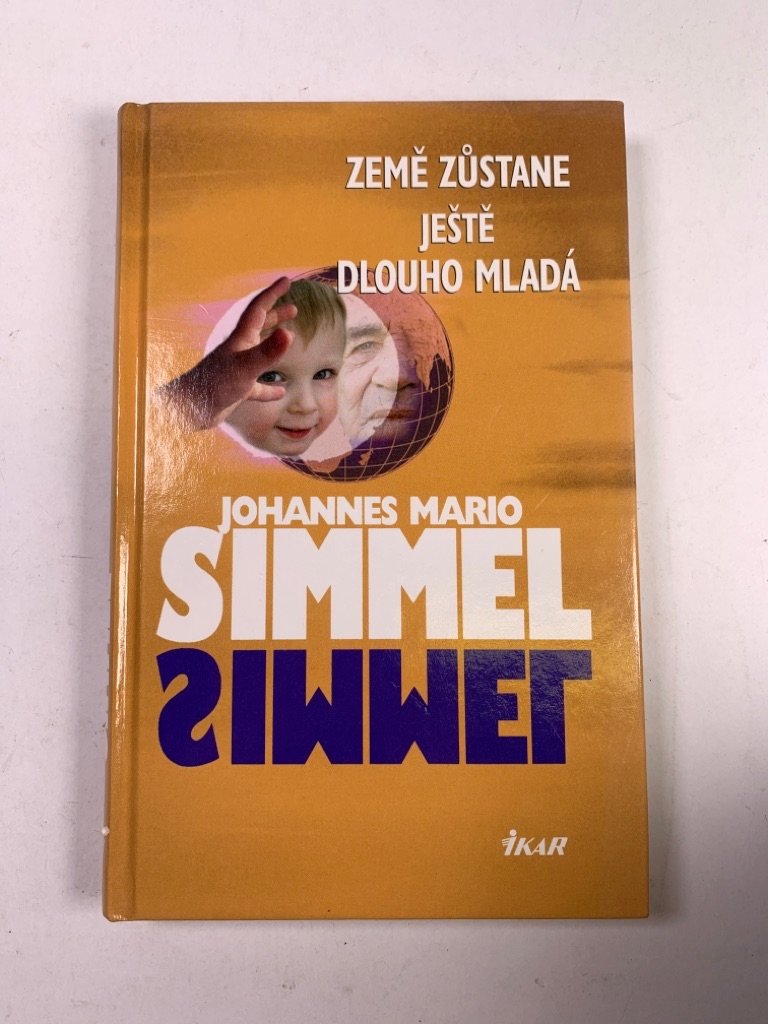 ZEMĚ ZŮSTANE
JEŠTĚ
DLOUHO MLADÁ
JOHANNES MARIO
SIMMEL
SIMMEL
IKAR